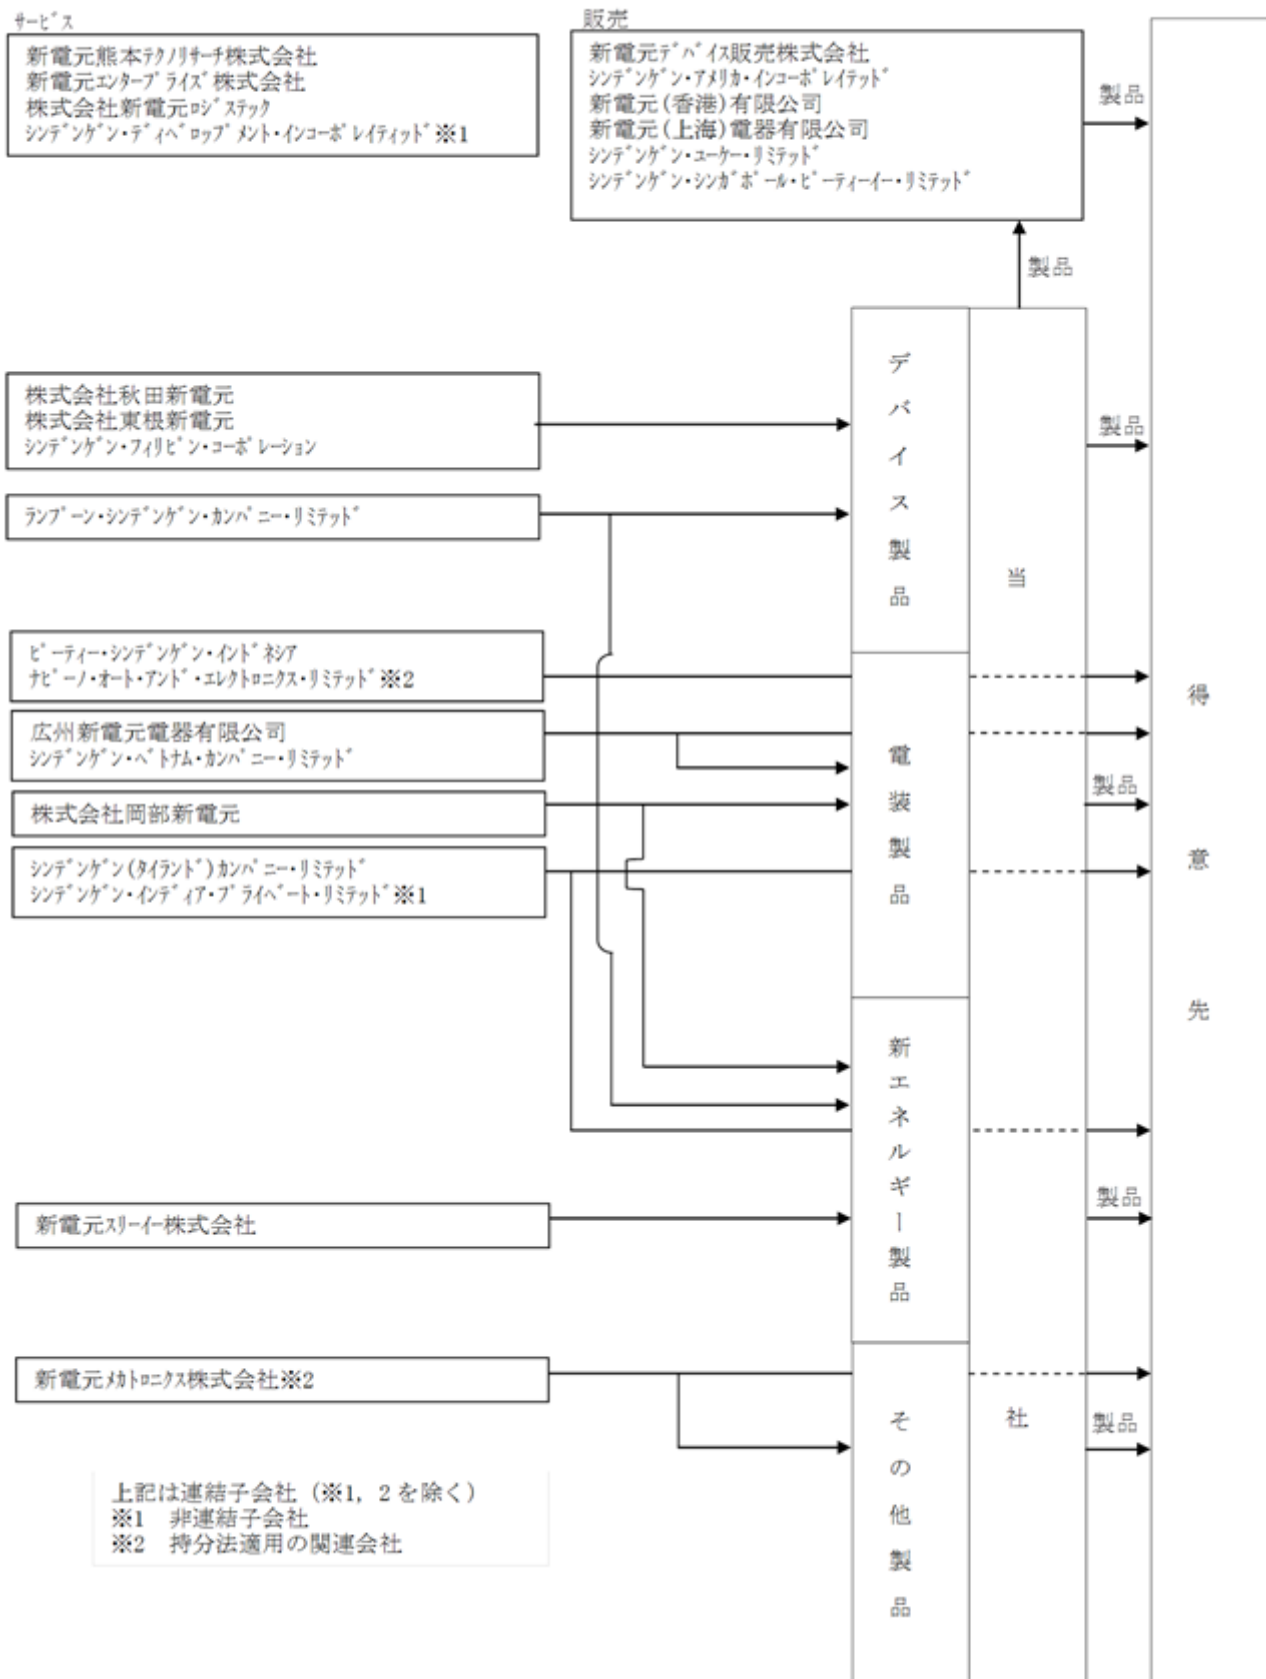 サービス
新電元熊本テクノリサーチ株式会社
新電元エンタープライズ株式会社
株式会社新電元ロジステック
シンデンゲン・ディベロップメント・インコーポレイティッド※1
販売
新電元デバイス販売株式会社
シンデンゲン・アメリカ・インコーポレイテッド
新電元(香港)有限公司
新電元(上海)電器有限公司
シンデンゲン・ユーケー・リミテッド
シンデンゲン・シンガポール・ピーティーイー・リミテッド
製品
製品
株式会社秋田新電元
株式会社東根新電元
シンデンゲン・フィリピン・コーポレーション
デバイス製品
製品
ランプーン・シンデンゲン・カンパニー・リミテッド
当社
得意先
ピーティー・シンデンゲン・インドネシア
ナピーノ・オート・アンド・エレクトロニクス・リミテッド※2
広州新電元電器有限公司
シンデンゲン・ベトナム・カンパニー・リミテッド
電装製品
製品
株式会社岡部新電元
シンデンゲン(タイランド)カンパニー・リミテッド
シンデンゲン・インディア・プライベート・リミテッド※1
新エネルギー製品
製品
新電元スリーイー株式会社
新電元メカトロニクス株式会社※2
その他製品
製品
上記は連結子会社（※1，2を除く）
※1　非連結子会社
※2　持分法適用の関連会社